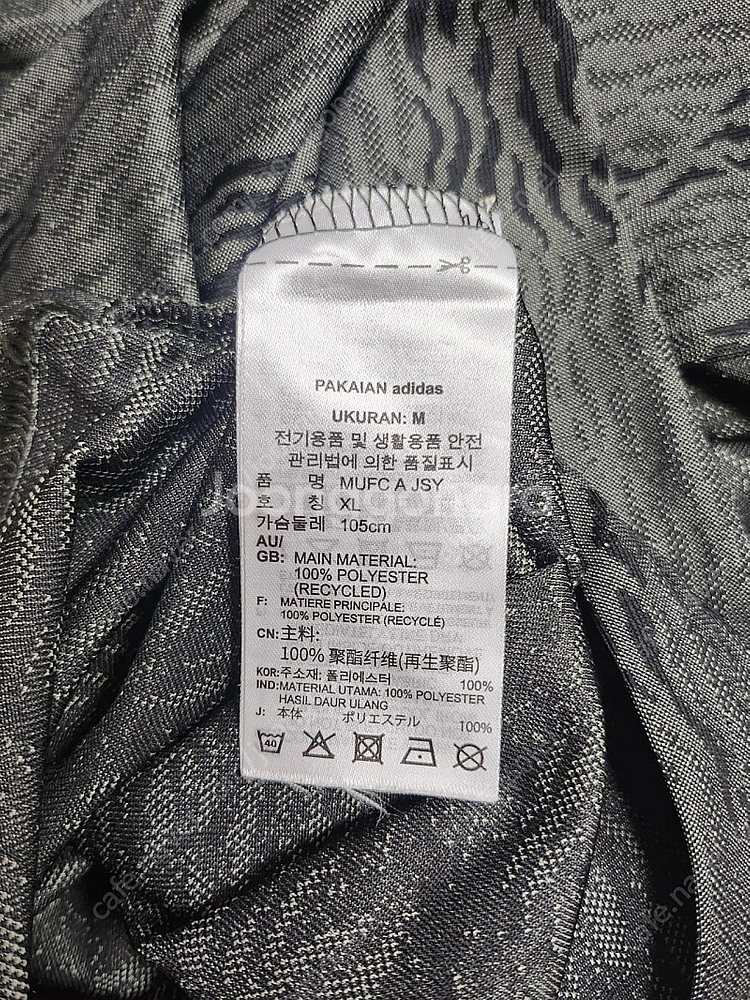 PAKAIAN adidas
UKURAN: M
전기용품 및 생활용품 안전
관리법에 의한 품질표시
품 명 MUFC A JSY
호 칭 XL
가슴둘레 105cm
AU/
GB: MAIN MATERIAL:
100% POLYESTER
(RECYCLED)
F: MATIERE PRINCIPALE:
100% POLYESTER (RECYCLE)
CN:主料:
100% 聚酯纤维(再生聚酯)
KOR:주소재; 폴리에스터 100%
IND:MATERIAL UTAMA: 100% POLYESTER
HASIL DAUR ULANG
J: 本体 ポリエステル 100%
40